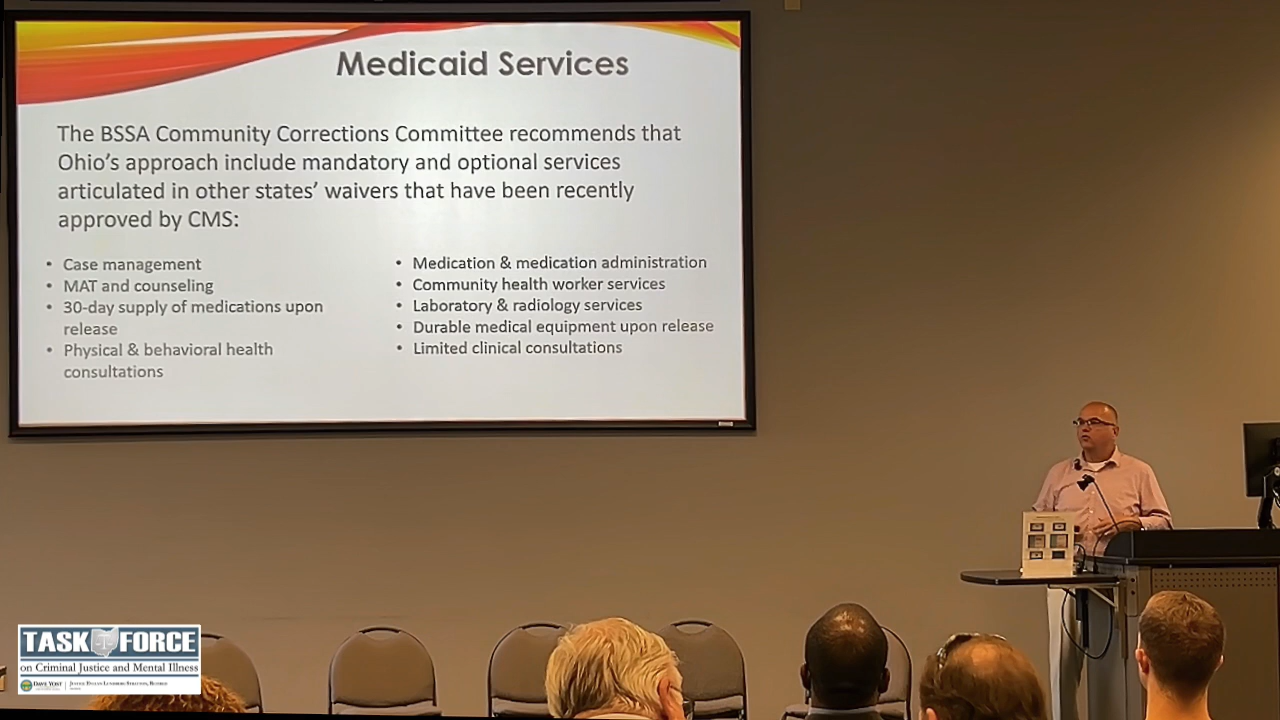 Medicaid Services
The BSSA Community Corrections Committee recommends that
Ohio's approach include mandatory and optional services
articulated in other states' waivers that have been recently
approved by CMS:
• Case management
• MAT and counseling
• 30-day supply of medications upon
release
• Physical & behavioral health
consultations
• Medication & medication administration
• Community health worker services
• Laboratory & radiology services
• Durable medical equipment upon release
• Limited clinical consultations
TASK FORCE
on Criminal Justice and Mental Illness
DAVE YOST